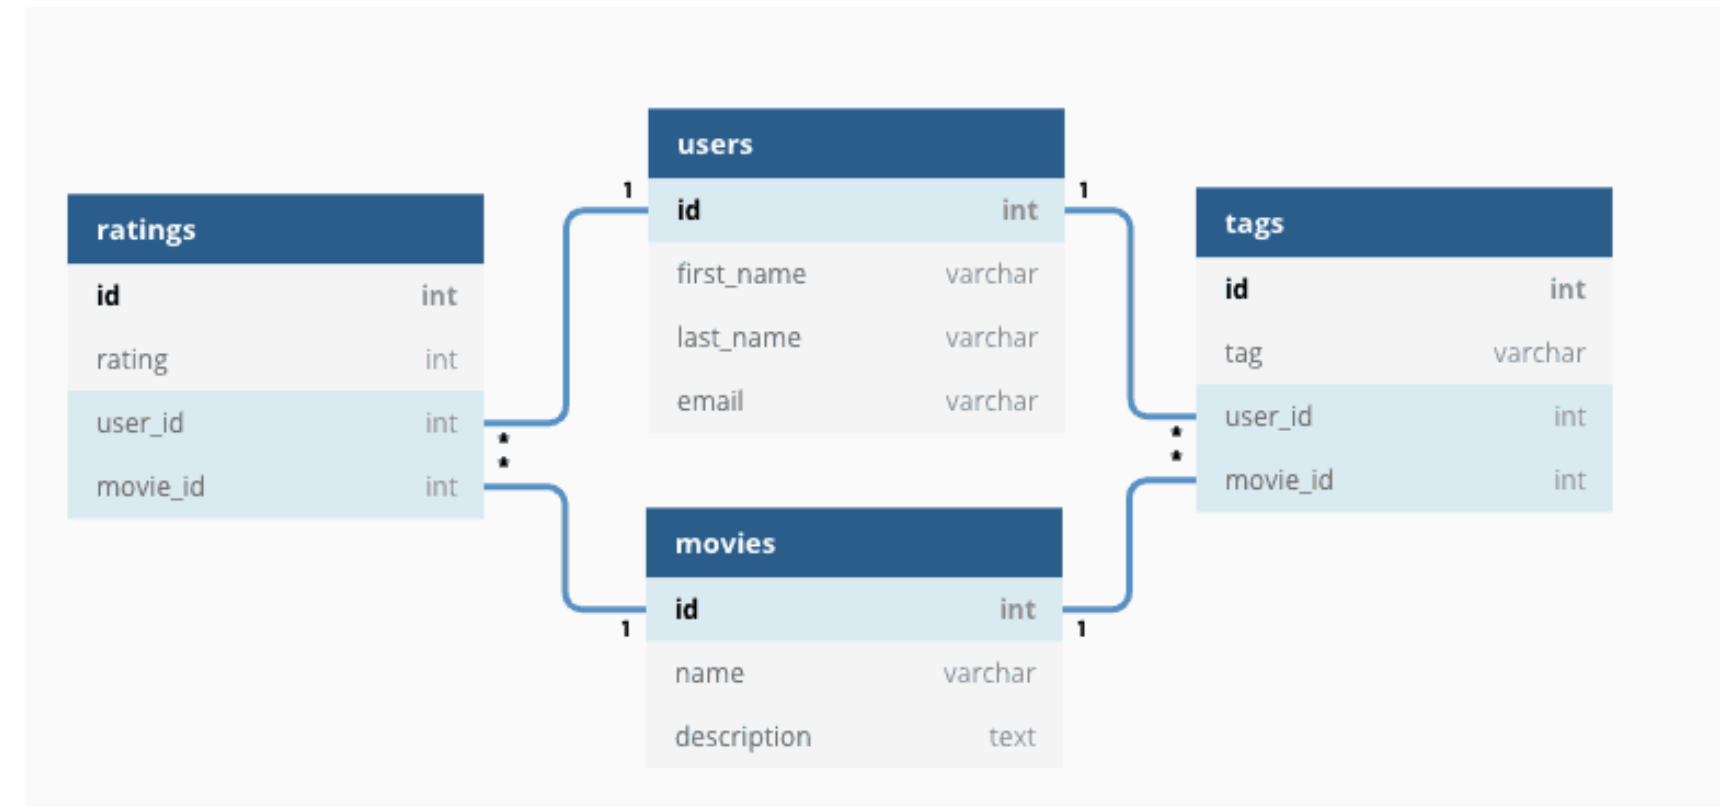 ratings
id int
rating int
user_id int
movie_id int
*
*
users
1 id int 1
first_name varchar
last_name varchar
email varchar
movies
id int
1 1
name varchar
description text
tags
id int
tag varchar
user_id int
*
*
movie_id int